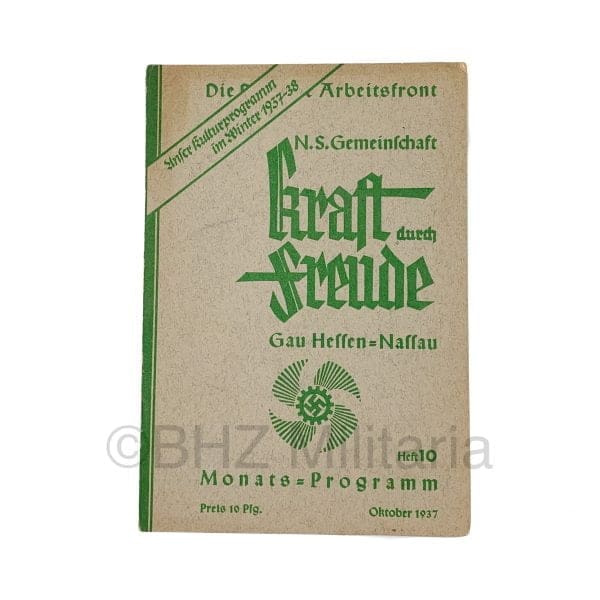 Die Arbeitsfront
Unser Kulturprogramm
im Winter 1937-38
N.S. Gemeinschaft
Kraft
durch
Freude
Gau Hessen=Nassau
Heft 10
Monats=Programm
Preis 10 Pfg.
Oktober 1937
©BHZ Militaria